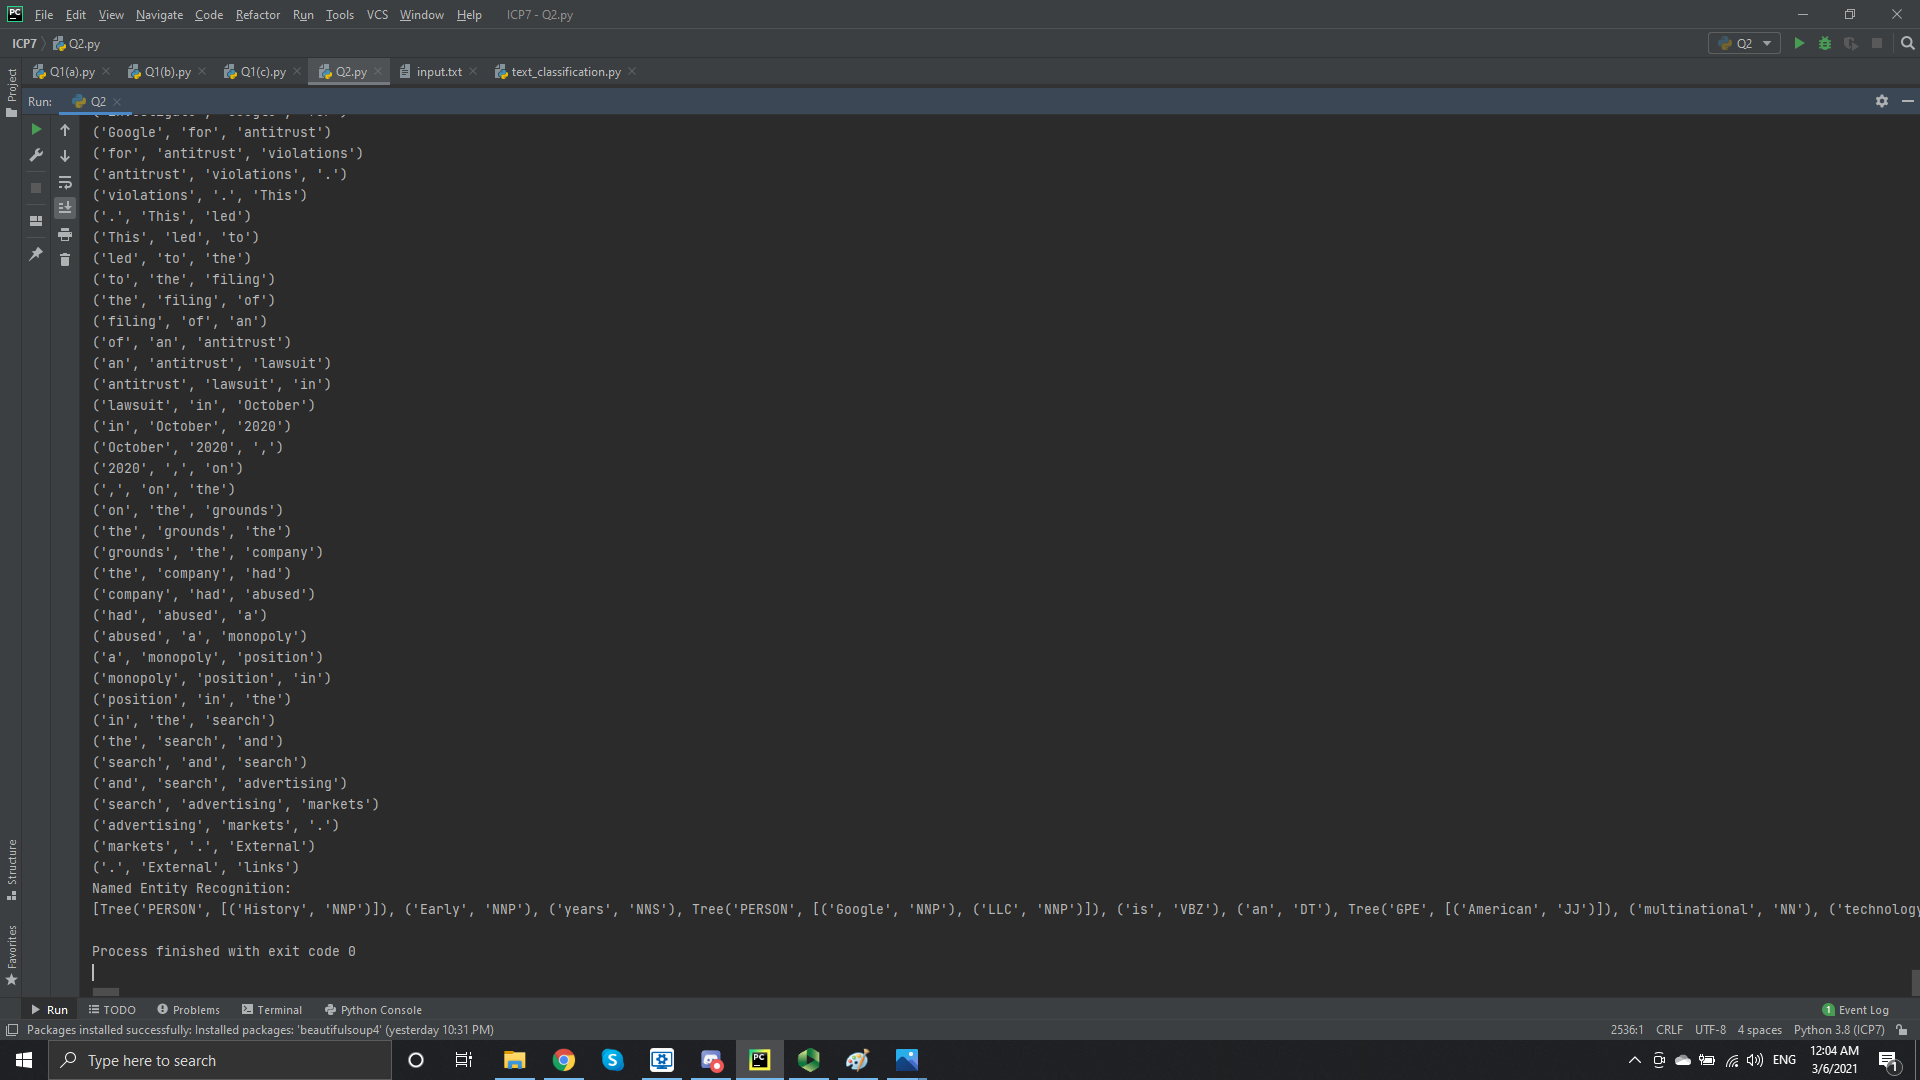 File Edit View Navigate Code Refactor Run Tools VCS Window Help ICP7 - Q2.py
ICP7 Q2.py Q2
Q1(a).py Q1(b).py Q1(c).py Q2.py input.txt text_classification.py
Project
Run: Q2
('Google', 'for', 'antitrust')
('for', 'antitrust', 'violations')
('antitrust', 'violations', '.')
('violations', '.', 'This')
('.', 'This', 'led')
('This', 'led', 'to')
('led', 'to', 'the')
('to', 'the', 'filing')
('the', 'filing', 'of')
('filing', 'of', 'an')
('of', 'an', 'antitrust')
('an', 'antitrust', 'lawsuit')
('antitrust', 'lawsuit', 'in')
('lawsuit', 'in', 'October')
('in', 'October', '2020')
('October', '2020', ',')
('2020', ',', 'on')
(',', 'on', 'the')
('on', 'the', 'grounds')
('the', 'grounds', 'the')
('grounds', 'the', 'company')
('the', 'company', 'had')
('company', 'had', 'abused')
('had', 'abused', 'a')
('abused', 'a', 'monopoly')
('a', 'monopoly', 'position')
('monopoly', 'position', 'in')
('position', 'in', 'the')
('in', 'the', 'search')
('the', 'search', 'and')
('search', 'and', 'search')
('and', 'search', 'advertising')
('search', 'advertising', 'markets')
('advertising', 'markets', '.')
('markets', '.', 'External')
('.', 'External', 'links')
Named Entity Recognition:
[Tree('PERSON', [('History', 'NNP')]), ('Early', 'NNP'), ('years', 'NNS'), Tree('PERSON', [('Google', 'NNP'), ('LLC', 'NNP')]), ('is', 'VBZ'), ('an', 'DT'), Tree('GPE', [('American', 'JJ')]), ('multinational', 'NN'), ('technology
Process finished with exit code 0
Structure
Favorites
Run TODO Problems Terminal Python Console 1 Event Log
Packages installed successfully: Installed packages: 'beautifulsoup4' (yesterday 10:31 PM) 2536:1 CRLF UTF-8 4 spaces Python 3.8 (ICP7)
Type here to search ENG 12:04 AM
3/6/2021 1